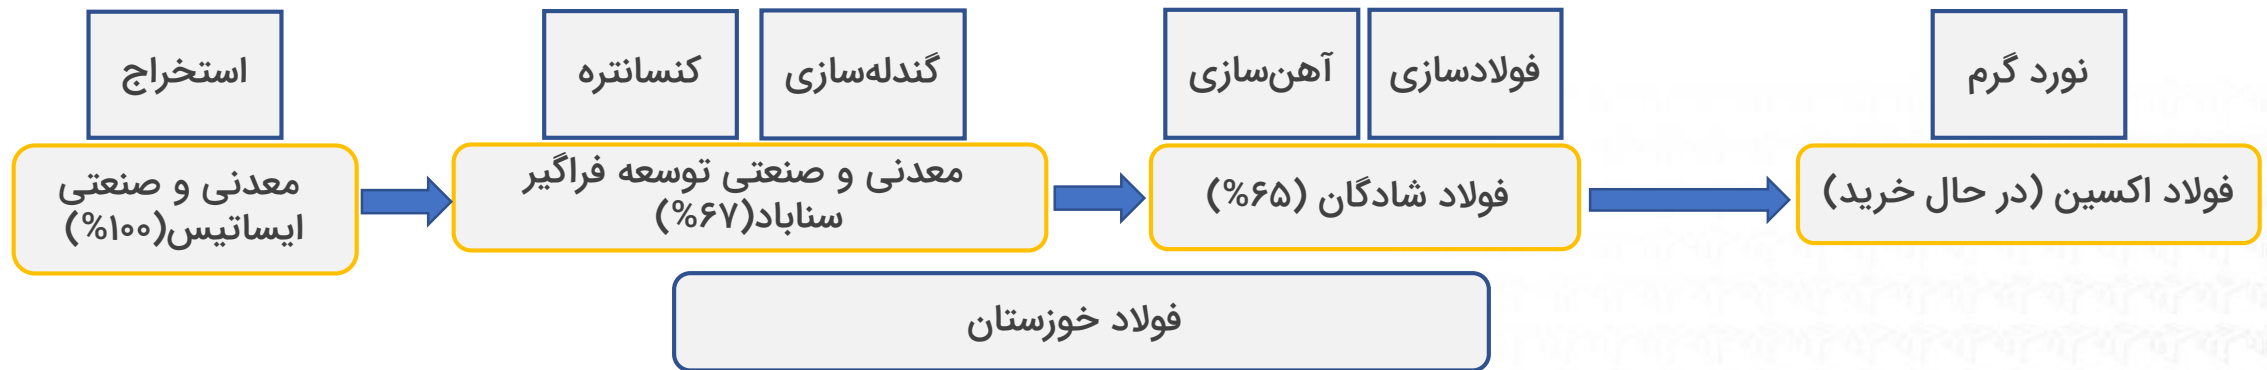 استخراج
کنسانتره
گندله‌سازی
آهن‌سازی
فولادسازی
نورد گرم
معدنی و صنعتی
ایساتیس(۱۰۰%)
معدنی و صنعتی توسعه فراگیر
سناباد(۶۷%)
فولاد شادگان (۶۵%)
فولاد اکسین (در حال خرید)
فولاد خوزستان